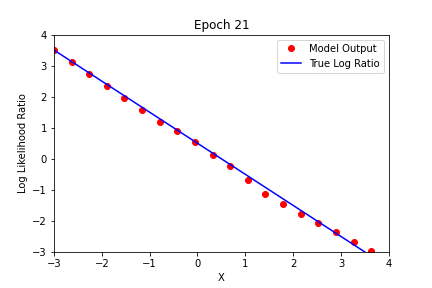 Epoch 21
Model Output
True Log Ratio
4
3
2
1
0
−1
−2
−3
Log Likelihood Ratio
−3 −2 −1 0 1 2 3 4
X